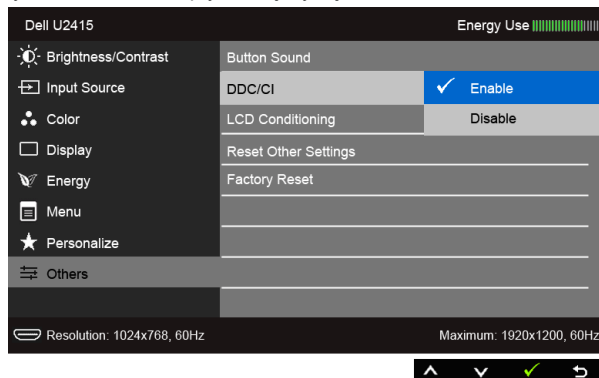 Dell U2415
Energy Use
Brightness/Contrast
Input Source
Color
Display
Energy
Menu
Personalize
Others
Button Sound
DDC/CI
LCD Conditioning
Reset Other Settings
Factory Reset
Enable
Disable
Resolution: 1024x768, 60Hz
Maximum: 1920x1200, 60Hz